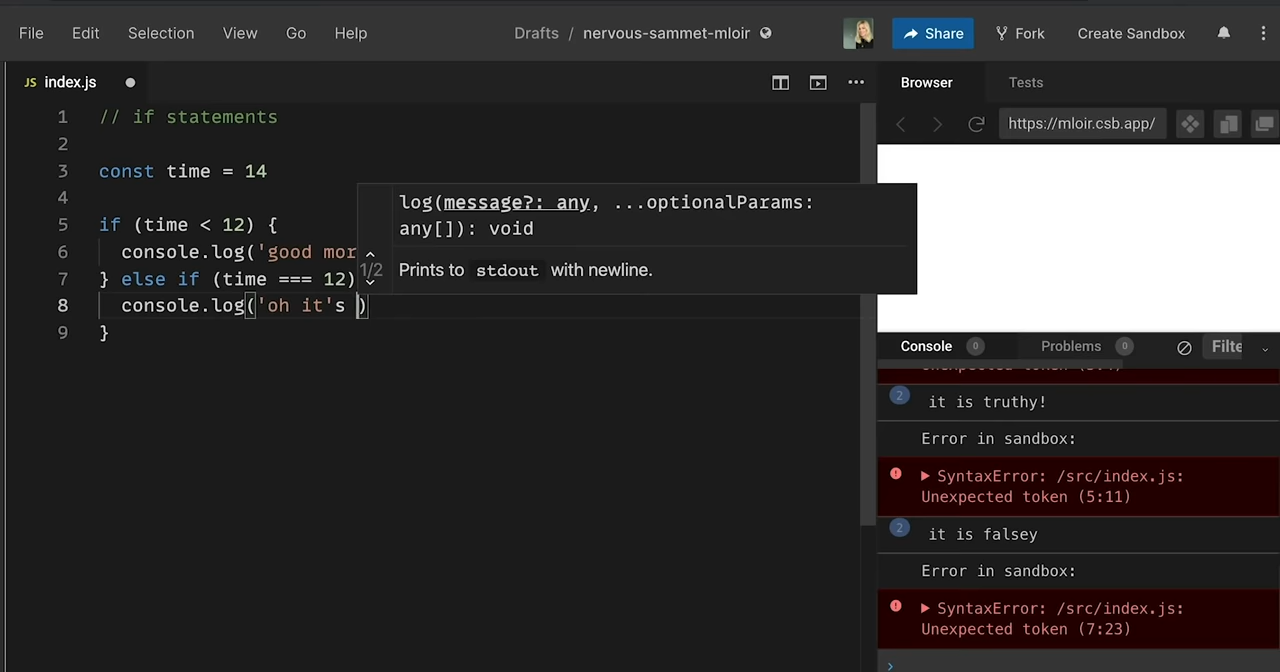 File Edit Selection View Go Help Drafts / nervous-sammet-mloir Share Fork Create Sandbox
JS index.js
1 // if statements
2
3 const time = 14
4
5 if (time < 12) {
6 console.log('good mor
7 } else if (time === 12)
8 console.log('oh it's )
9 }
log(message?: any, ...optionalParams:
any[]): void
1/2 Prints to stdout with newline.
Browser Tests
https://mloir.csb.app/
Console 0 Problems 0 Filte
2 it is truthy!
Error in sandbox:
▶ SyntaxError: /src/index.js:
Unexpected token (5:11)
2 it is falsey
Error in sandbox:
▶ SyntaxError: /src/index.js:
Unexpected token (7:23)
>